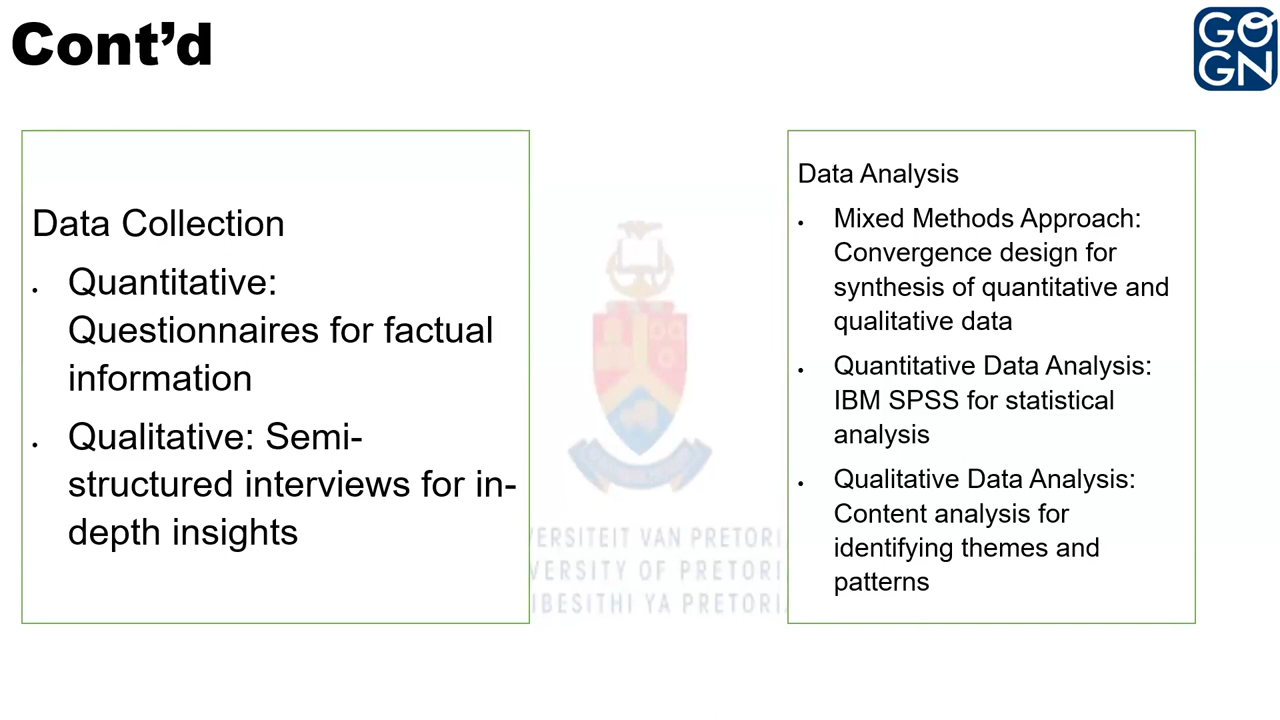 Cont’d
GO
GN
Data Collection
• Quantitative:
Questionnaires for factual
information
• Qualitative: Semi-
structured interviews for in-
depth insights
ERSITEIT VAN PRETORI
VERSITY OF PRETORI
IBESITHI YA PRETORI
Data Analysis
• Mixed Methods Approach:
Convergence design for
synthesis of quantitative and
qualitative data
• Quantitative Data Analysis:
IBM SPSS for statistical
analysis
• Qualitative Data Analysis:
Content analysis for
identifying themes and
patterns